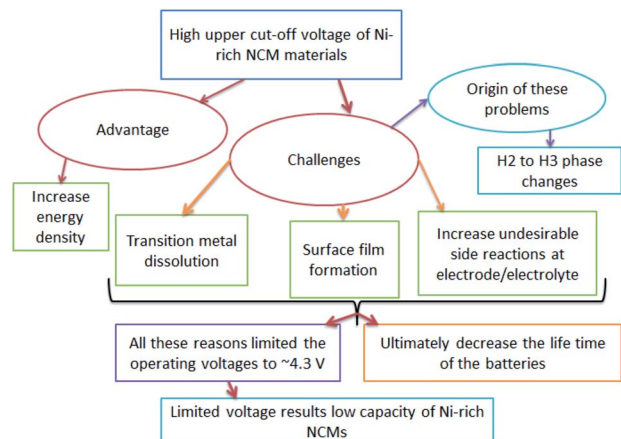 High upper cut-off voltage of Ni-
rich NCM materials
Advantage
Challenges
Origin of these
problems
H2 to H3 phase
changes
Increase
energy
density
Transition metal
dissolution
Surface film
formation
Increase undesirable
side reactions at
electrode/electrolyte
All these reasons limited the
operating voltages to ~4.3 V
Ultimately decrease the life time
of the batteries
Limited voltage results low capacity of Ni-rich
NCMs